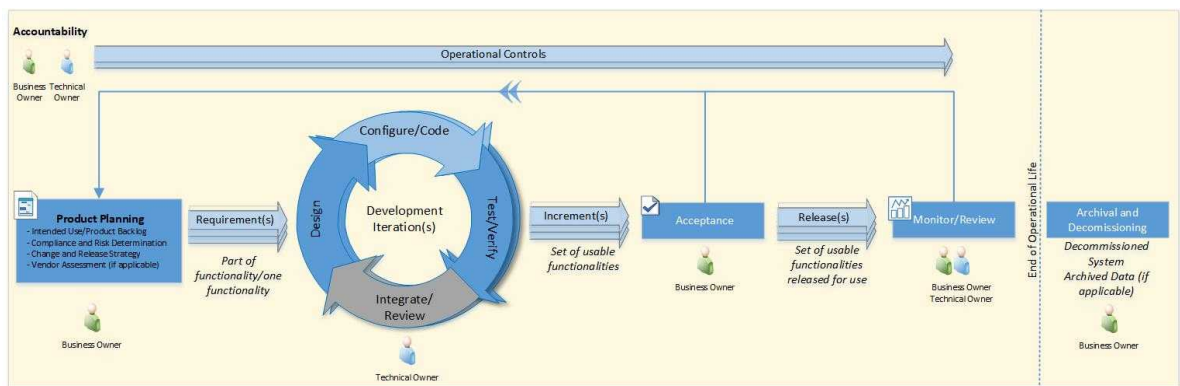 Accountability
Business
Owner
Technical
Owner
Operational Controls
Product Planning
- Intended Use/Product Backlog
- Compliance and Risk Determination
- Change and Release Strategy
- Vendor Assessment (if applicable)
Business Owner
Requirement(s)
Part of
functionality/one
functionality
Configure/Code
Design
Test/Verify
Integrate/
Review
Development
Iteration(s)
Technical Owner
Increment(s)
Set of usable
functionalities
Acceptance
Business Owner
Release(s)
Set of usable
functionalities
released for use
Monitor/Review
Business Owner
Technical Owner
End of Operational Life
Archival and
Decomissioning
Decommissioned
System
Archived Data (if
applicable)
Business Owner